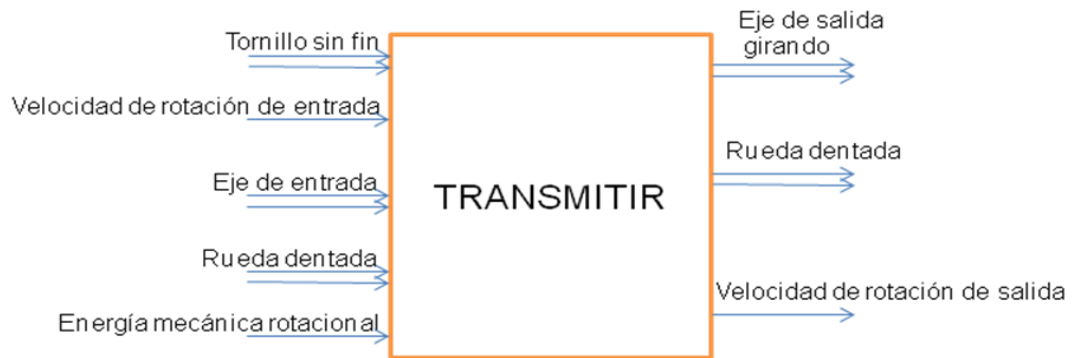 Tornillo sin fin
Velocidad de rotación de entrada
Eje de entrada
Rueda dentada
Energía mecánica rotacional
TRANSMITIR
Eje de salida
girando
Rueda dentada
Velocidad de rotación de salida